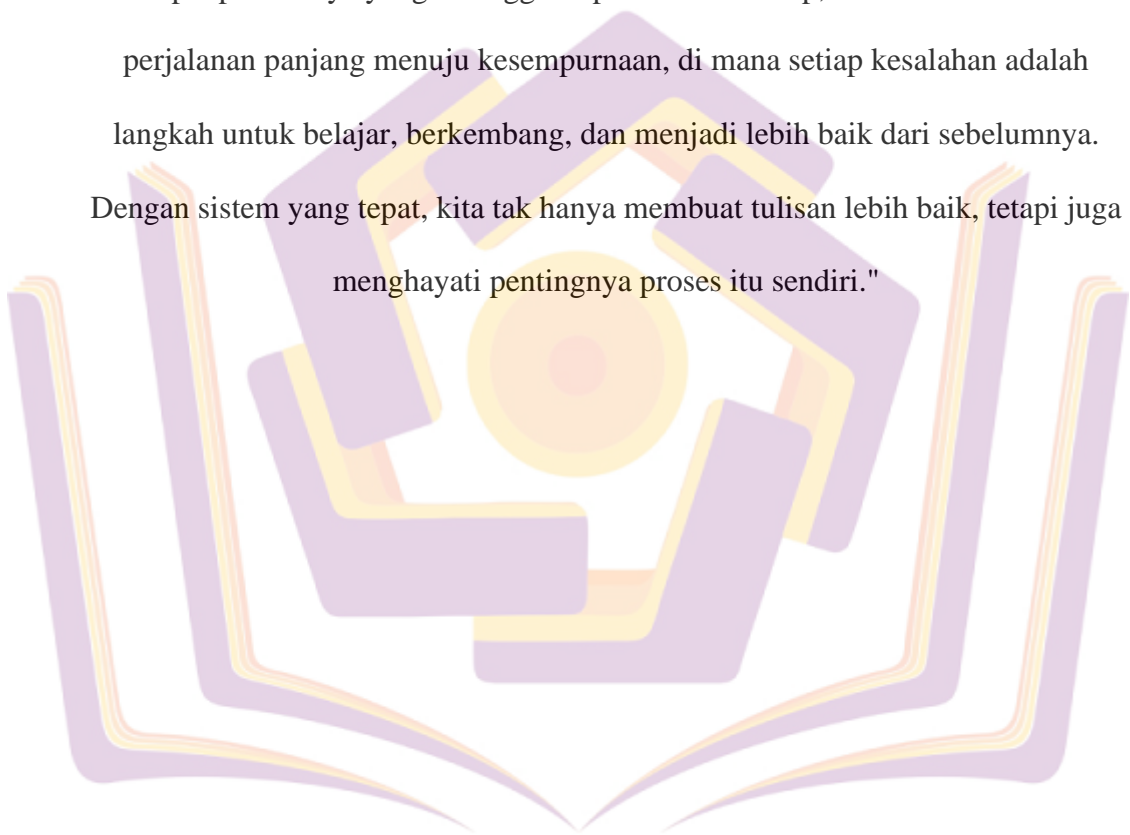 perjalanan panjang menuju kesempurnaan, di mana setiap kesalahan adalah
langkah untuk belajar, berkembang, dan menjadi lebih baik dari sebelumnya.
Dengan sistem yang tepat, kita tak hanya membuat tulisan lebih baik, tetapi juga
menghayati pentingnya proses itu sendiri."